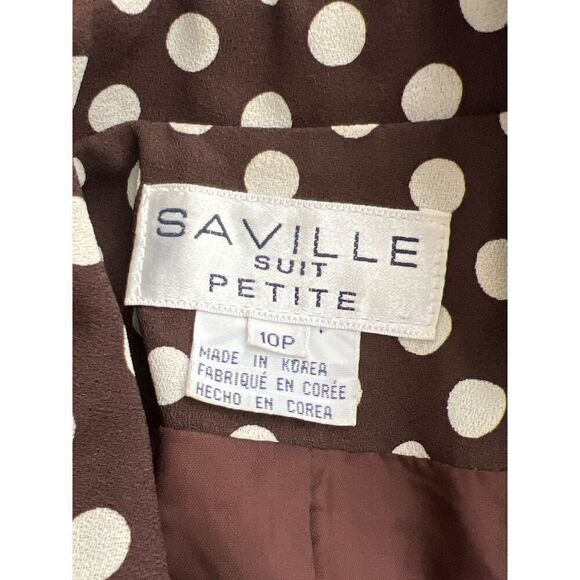 SAVILLE
SUIT
PETITE
10P
MADE IN KOREA
FABRIQUÉ EN CORÉE
HECHO EN COREA